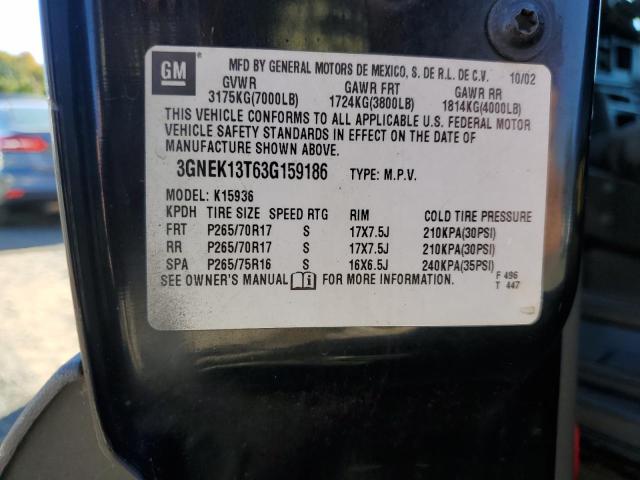 GM
MFD BY GENERAL MOTORS DE MEXICO, S. DE R.L. DE C.V. 10/02
GVWR GAWR FRT GAWR RR
3175KG(7000LB) 1724KG(3800LB) 1814KG(4000LB)
THIS VEHICLE CONFORMS TO ALL APPLICABLE U.S. FEDERAL MOTOR
VEHICLE SAFETY STANDARDS IN EFFECT ON THE DATE OF
MANUFACTURE SHOWN ABOVE.
3GNEK13T63G159186 TYPE: M.P.V.
MODEL: K15936
KPDH TIRE SIZE SPEED RTG RIM COLD TIRE PRESSURE
FRT P265/70R17 S 17X7.5J 210KPA(30PSI)
RR P265/70R17 S 17X7.5J 210KPA(30PSI)
SPA P265/75R16 S 16X6.5J 240KPA(35PSI)
SEE OWNER'S MANUAL FOR MORE INFORMATION.
F 496
T 447